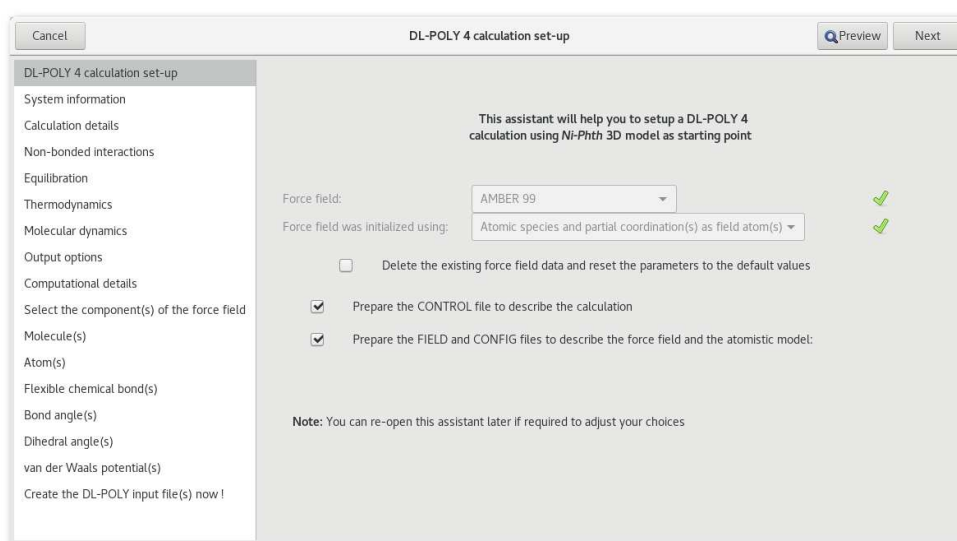 Cancel
DL-POLY 4 calculation set-up
Preview
Next
DL-POLY 4 calculation set-up
System information
Calculation details
Non-bonded interactions
Equilibration
Thermodynamics
Molecular dynamics
Output options
Computational details
Select the component(s) of the force field
Molecule(s)
Atom(s)
Flexible chemical bond(s)
Bond angle(s)
Dihedral angle(s)
van der Waals potential(s)
Create the DL-POLY input file(s) now !
This assistant will help you to setup a DL-POLY 4
calculation using Ni-Phth 3D model as starting point
Force field:
AMBER 99
Force field was initialized using:
Atomic species and partial coordination(s) as field atom(s)
Delete the existing force field data and reset the parameters to the default values
Prepare the CONTROL file to describe the calculation
Prepare the FIELD and CONFIG files to describe the force field and the atomistic model:
Note: You can re-open this assistant later if required to adjust your choices